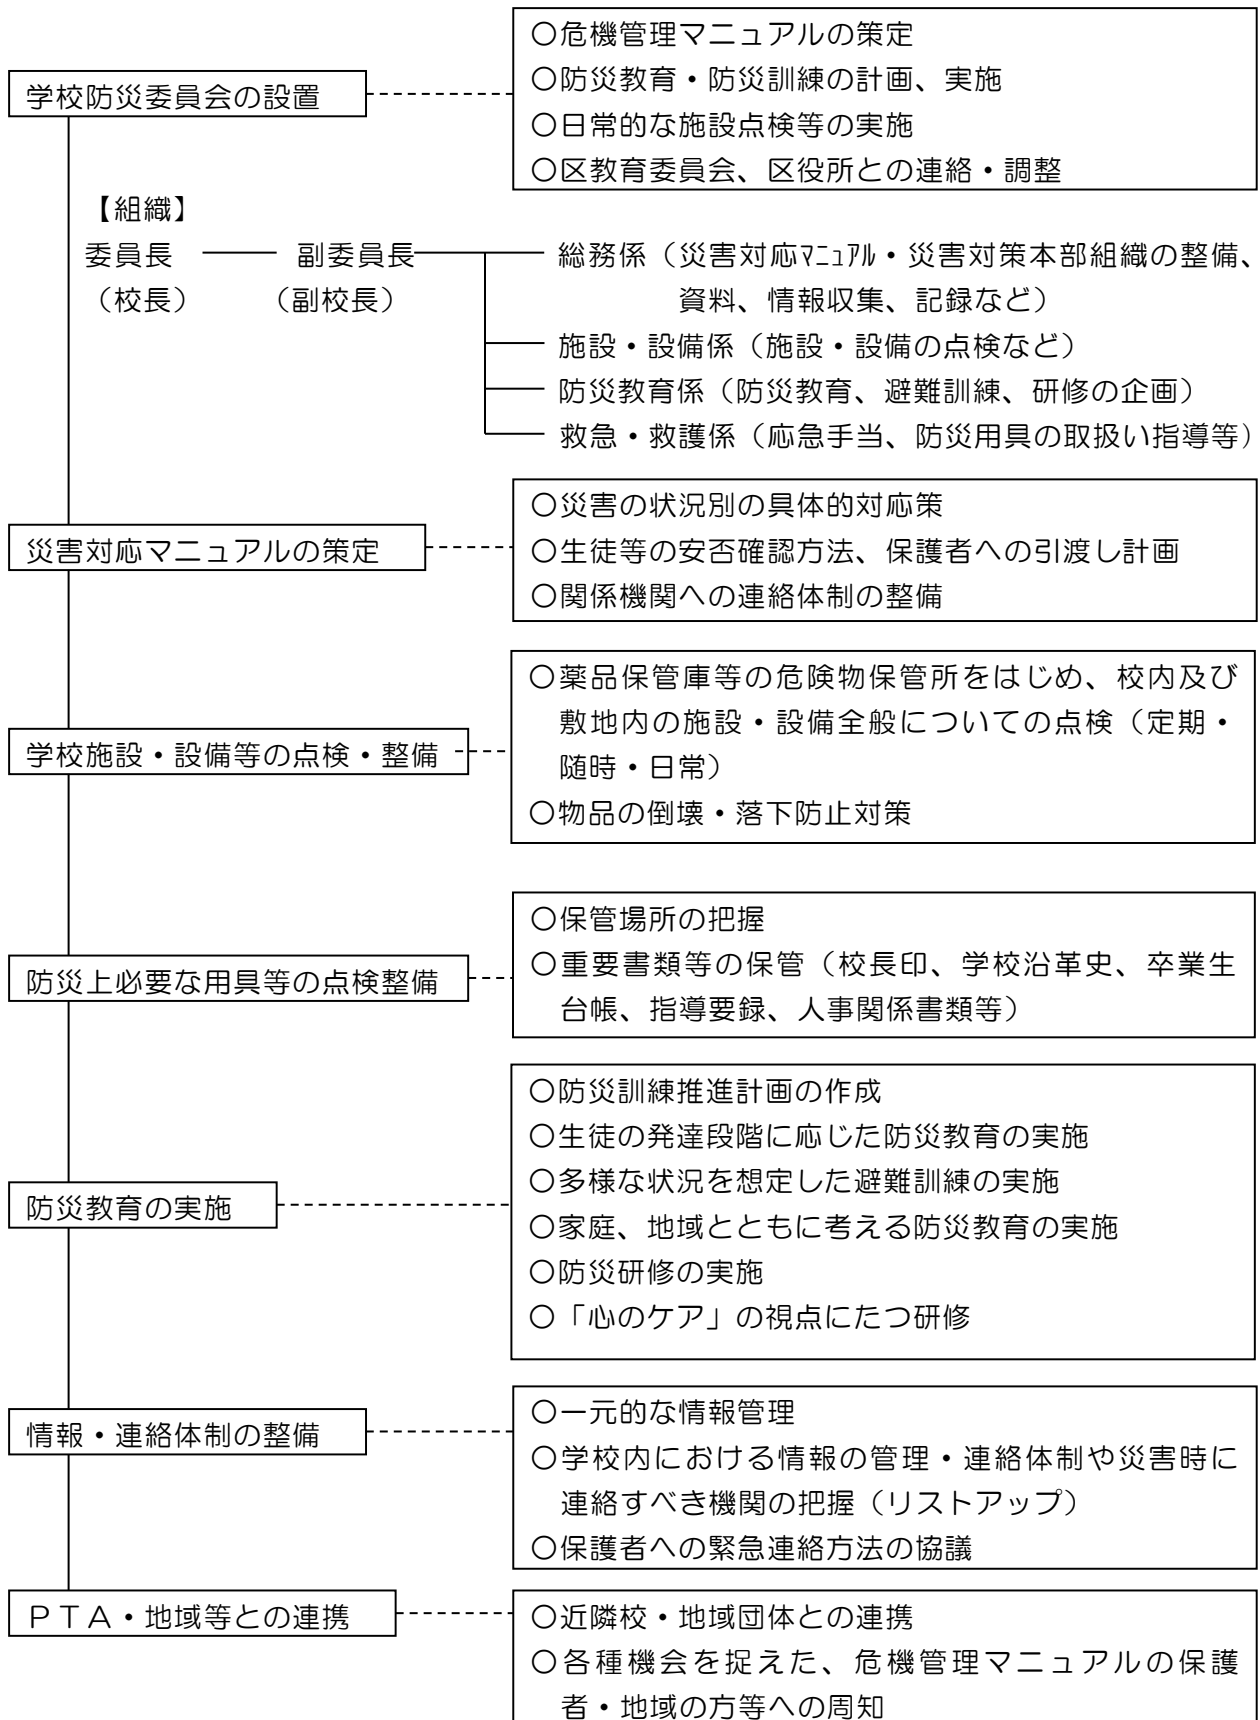 学校防災委員会の設置
〇危機管理マニュアルの策定
〇防災教育・防災訓練の計画、実施
〇日常的な施設点検等の実施
〇区教育委員会、区役所との連絡・調整
【組織】
委員長 副委員長 総務係（災害対応ﾏﾆｭｱﾙ・災害対策本部組織の整備、
（校長） （副校長） 資料、情報収集、記録など）
施設・設備係（施設・設備の点検など）
防災教育係（防災教育、避難訓練、研修の企画）
救急・救護係（応急手当、防災用具の取扱い指導等）
災害対応マニュアルの策定
〇災害の状況別の具体的対応策
〇生徒等の安否確認方法、保護者への引渡し計画
〇関係機関への連絡体制の整備
学校施設・設備等の点検・整備
〇薬品保管庫等の危険物保管所をはじめ、校内及び
敷地内の施設・設備全般についての点検（定期・
随時・日常）
〇物品の倒壊・落下防止対策
防災上必要な用具等の点検整備
〇保管場所の把握
〇重要書類等の保管（校長印、学校沿革史、卒業生
台帳、指導要録、人事関係書類等）
防災教育の実施
〇防災訓練推進計画の作成
〇生徒の発達段階に応じた防災教育の実施
〇多様な状況を想定した避難訓練の実施
〇家庭、地域とともに考える防災教育の実施
〇防災研修の実施
〇「心のケア」の視点にたつ研修
情報・連絡体制の整備
〇一元的な情報管理
〇学校内における情報の管理・連絡体制や災害時に
連絡すべき機関の把握（リストアップ）
〇保護者への緊急連絡方法の協議
ＰＴＡ・地域等との連携
〇近隣校・地域団体との連携
〇各種機会を捉えた、危機管理マニュアルの保護
者・地域の方等への周知